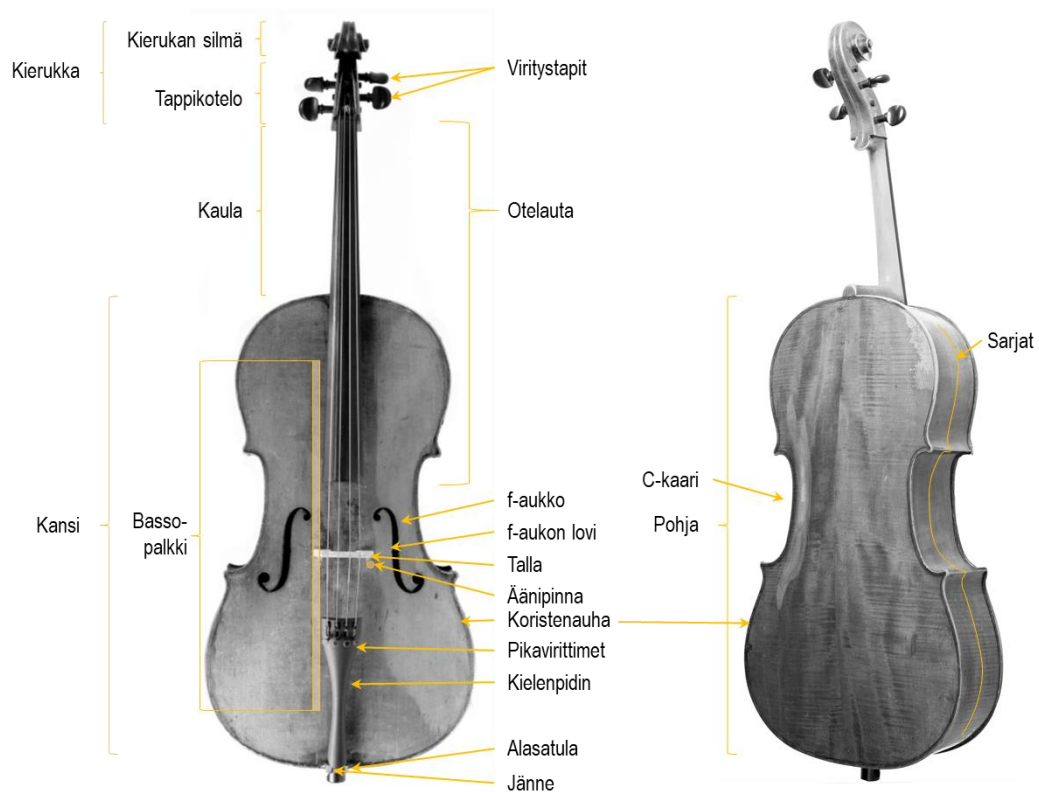 Kierukan silmä
Kierukka
Tappikotelo
Viritystapit
Kaula
Otelauta
Sarjat
C-kaari
Pohja
Kansi
Basso-
palkki
f-aukko
f-aukon lovi
Talla
Äänipinna
Koristenauha
Pikavirittimet
Kielenpidin
Alasatula
Jänne